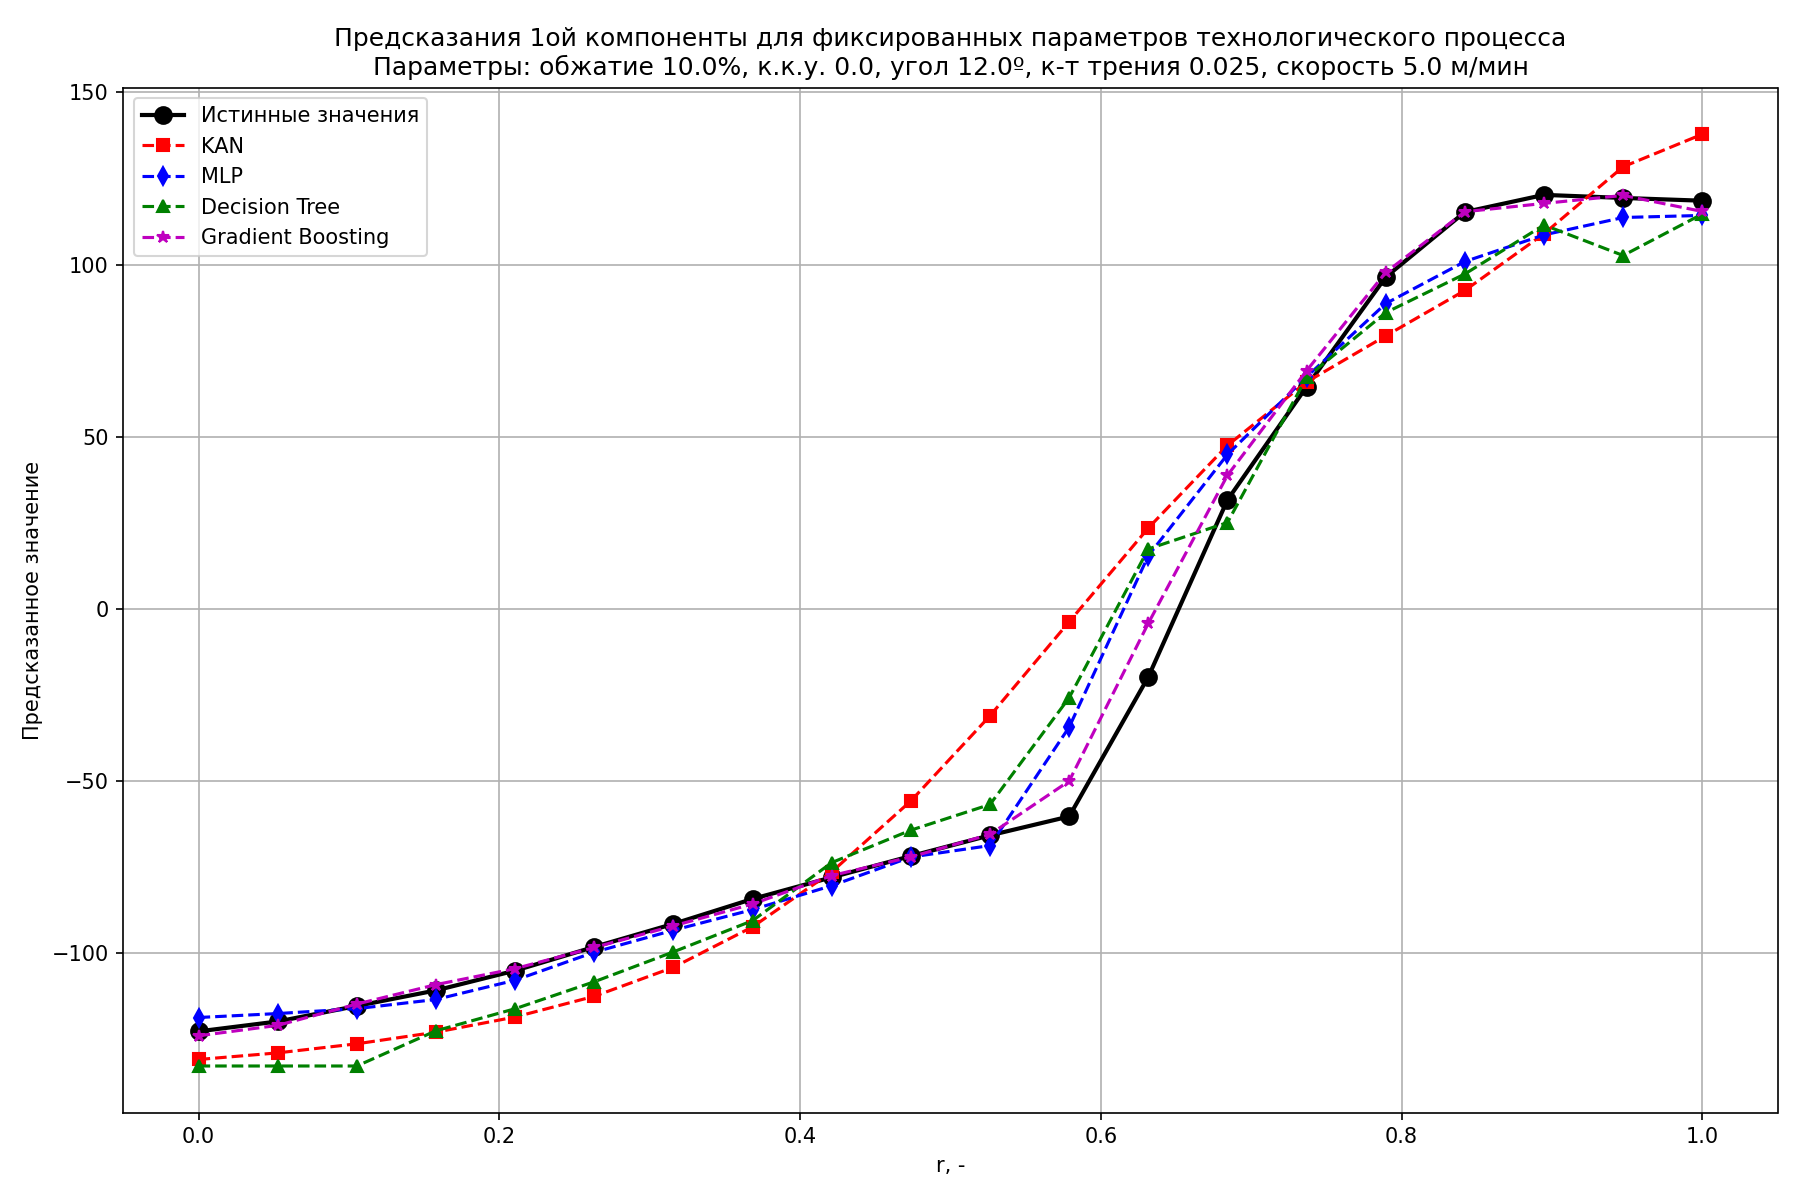 Предсказания 1ой компоненты для фиксированных параметров технологического процесса
Параметры: обжатие 10.0%, к.к.у. 0.0, угол 12.0º, к-т трения 0.025, скорость 5.0 м/мин
Истинные значения
KAN
MLP
Decision Tree
Gradient Boosting
Предсказанное значение
150
100
50
0
−50
−100
0.0
0.2
0.4
0.6
0.8
1.0
r, -